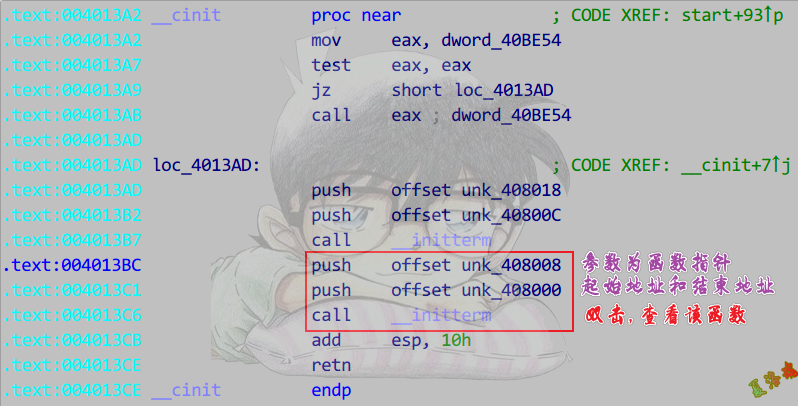 .text:004013A2 __cinit proc near ; CODE XREF: start+93↑p
.text:004013A2 mov eax, dword_40BE54
.text:004013A7 test eax, eax
.text:004013A9 jz short loc_4013AD
.text:004013AB call eax ; dword_40BE54
.text:004013AD
.text:004013AD loc_4013AD: ; CODE XREF: __cinit+7↑j
.text:004013AD push offset unk_408018
.text:004013B2 push offset unk_40800C
.text:004013B7 call __initterm
.text:004013BC push offset unk_408008 参数为函数指针
.text:004013C1 push offset unk_408000 起始地址和结束地址
.text:004013C6 call __initterm 双击,查看该函数
.text:004013CB add esp, 10h
.text:004013CE retn
.text:004013CE __cinit endp